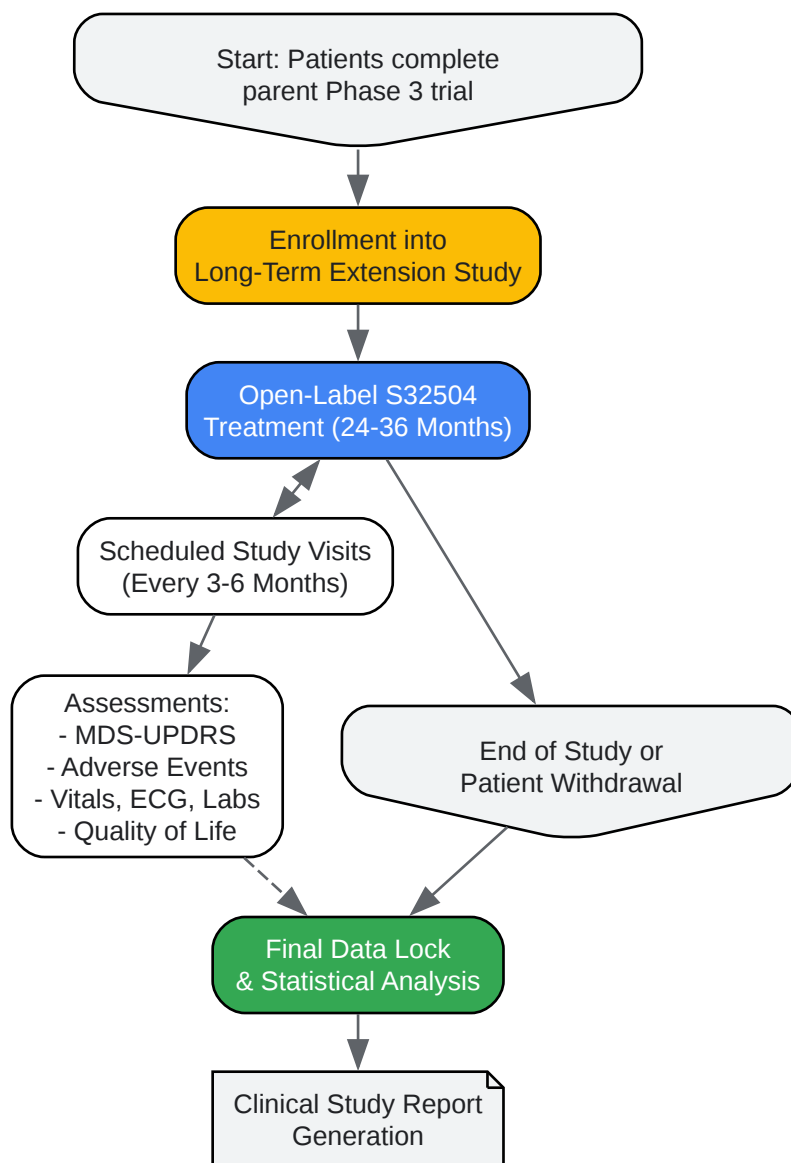 Start: Patients complete
parent Phase 3 trial
Enrollment into
Long-Term Extension Study
Open-Label S32504
Treatment (24-36 Months)
Scheduled Study Visits
(Every 3-6 Months)
Assessments:
- MDS-UPDRS
- Adverse Events
- Vitals, ECG, Labs
- Quality of Life
End of Study or
Patient Withdrawal
Final Data Lock
& Statistical Analysis
Clinical Study Report
Generation